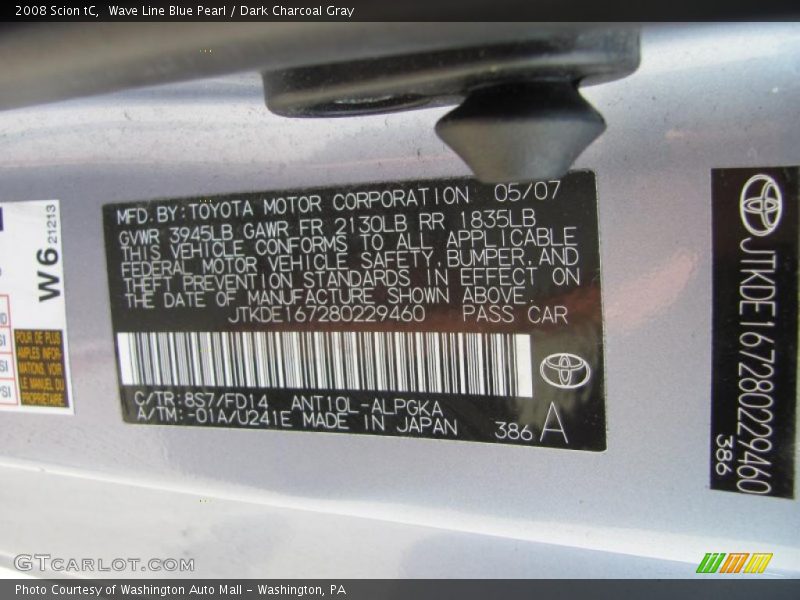 2008 Scion tC,  Wave Line Blue Pearl / Dark Charcoal Gray
MFD. BY: TOYOTA MOTOR CORPORATION 05/07
GVWR 3945LB GAWR FR 2130LB RR 1835LB
THIS VEHICLE CONFORMS TO ALL APPLICABLE
FEDERAL MOTOR VEHICLE SAFETY, BUMPER, AND
THEFT PREVENTION STANDARDS IN EFFECT ON
THE DATE OF MANUFACTURE SHOWN ABOVE.
JTKDE167280229460 PASS CAR
C/TR: 8S7/FD14 ANT10L-ALPGKA
A/TM: -01A/U241E MADE IN JAPAN
386 A
W6 21213
POUR DE PLUS
AMPLES INFOR-
MATIONS, VOIR
LE MANUEL DU
PROPRIÉTAIRE
JTKDE167280229460
386
GTCARLOT.COM
Photo Courtesy of Washington Auto Mall - Washington, PA